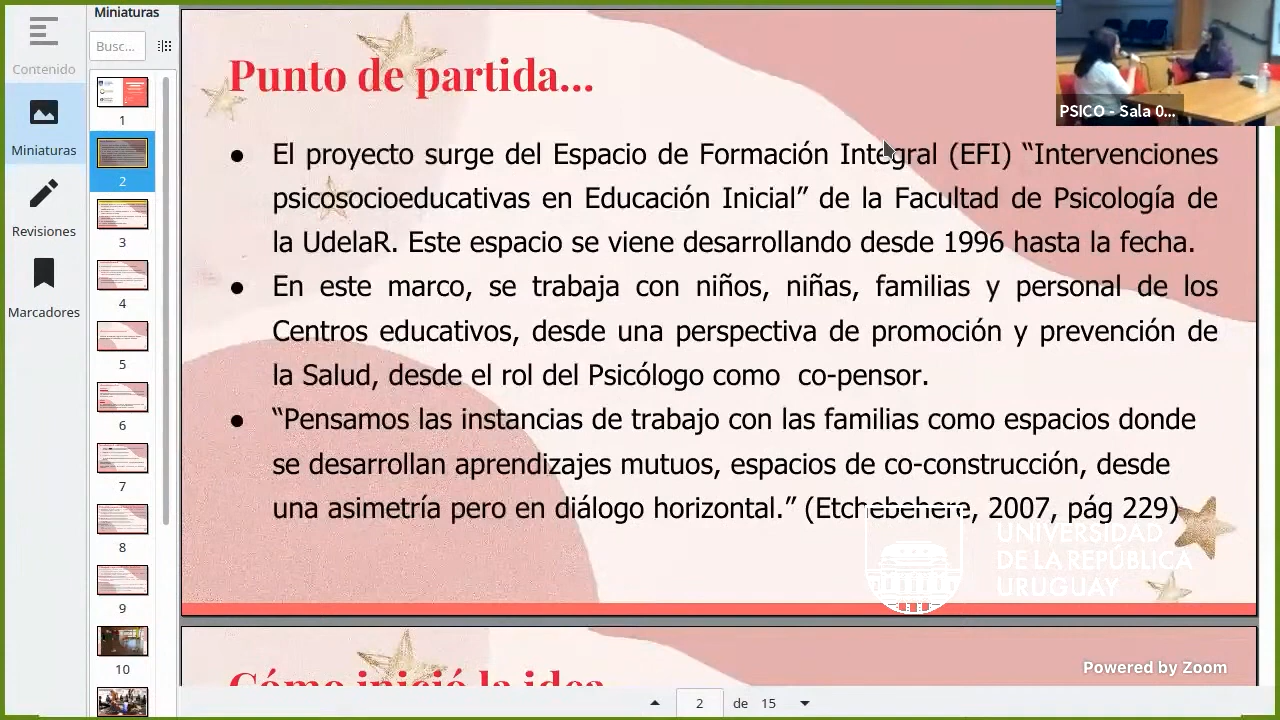 Contenido
Miniaturas
Revisiones
Marcadores
Miniaturas
Busc...
1
2
3
4
5
6
7
8
9
10
Punto de partida...
● El proyecto surge del Espacio de Formación Integral (EFI) “Intervenciones
psicosocioeducativas en Educación Inicial” de la Facultad de Psicología de
la UdelaR. Este espacio se viene desarrollando desde 1996 hasta la fecha.
● En este marco, se trabaja con niños, niñas, familias y personal de los
Centros educativos, desde una perspectiva de promoción y prevención de
la Salud, desde el rol del Psicólogo como co-pensor.
● “Pensamos las instancias de trabajo con las familias como espacios donde
se desarrollan aprendizajes mutuos, espacios de co-construcción, desde
una asimetría pero en diálogo horizontal.” (Etchebehere, 2007, pág 229)
UNIVERSIDAD
DE LA REPÚBLICA
URUGUAY
Cómo inició la idea
PSICO - Sala 0...
Powered by Zoom
2 de 15